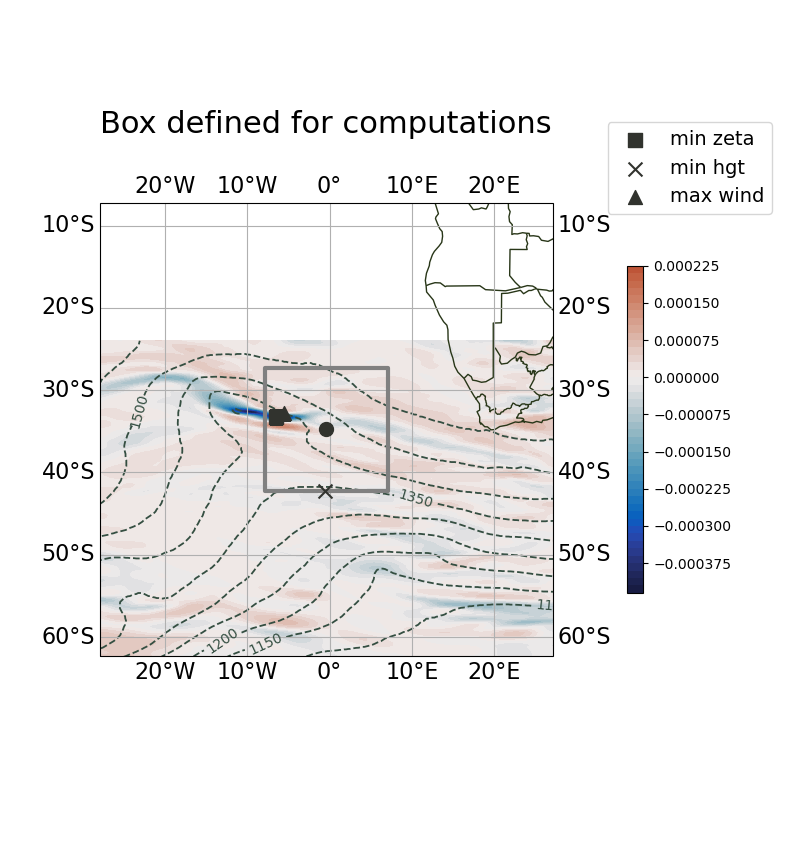 Box defined for computations
min zeta
min hgt
max wind
20°W 10°W 0° 10°E 20°E
10°S 10°S
20°S 20°S
30°S 30°S
40°S 40°S
50°S 50°S
60°S 60°S
20°W 10°W 0° 10°E 20°E
1500
1350
1200
1150
11
0.000225
0.000150
0.000075
0.000000
−0.000075
−0.000150
−0.000225
−0.000300
−0.000375